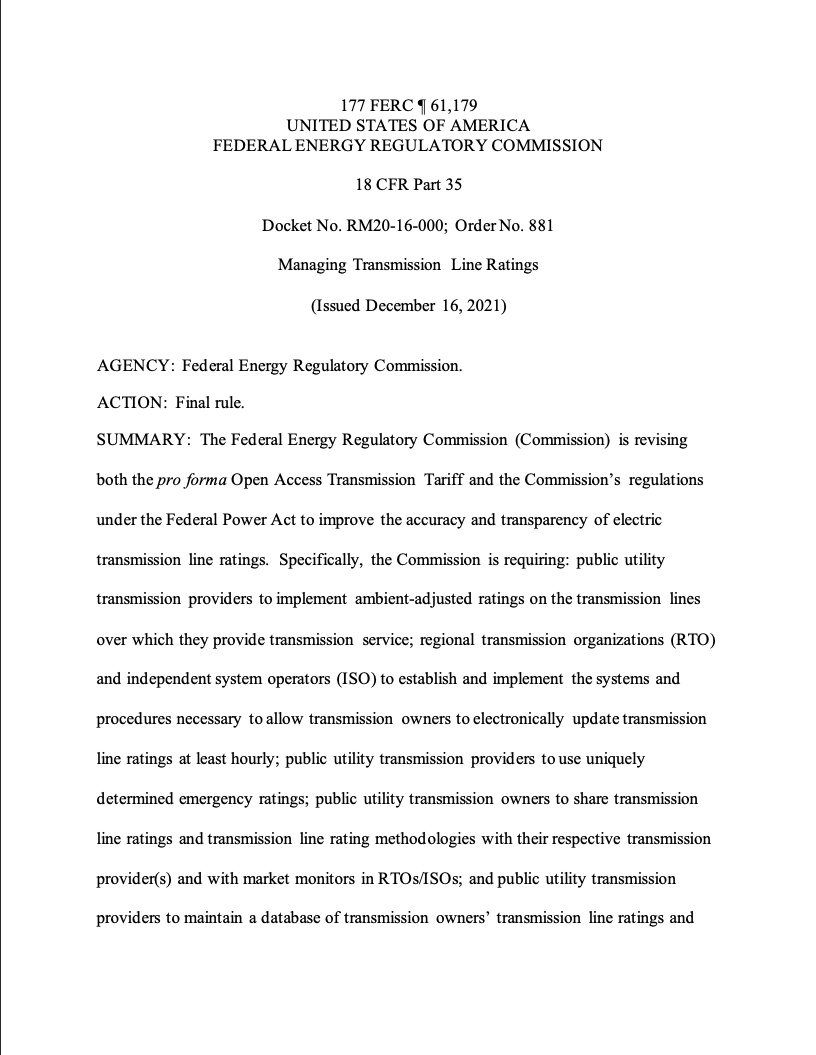 177 FERC ¶ 61,179
UNITED STATES OF AMERICA
FEDERAL ENERGY REGULATORY COMMISSION
18 CFR Part 35
Docket No. RM20-16-000; Order No. 881
Managing Transmission Line Ratings
(Issued December 16, 2021)
AGENCY: Federal Energy Regulatory Commission.
ACTION: Final rule.
SUMMARY: The Federal Energy Regulatory Commission (Commission) is revising
both the pro forma Open Access Transmission Tariff and the Commission’s regulations
under the Federal Power Act to improve the accuracy and transparency of electric
transmission line ratings. Specifically, the Commission is requiring: public utility
transmission providers to implement ambient-adjusted ratings on the transmission lines
over which they provide transmission service; regional transmission organizations (RTO)
and independent system operators (ISO) to establish and implement the systems and
procedures necessary to allow transmission owners to electronically update transmission
line ratings at least hourly; public utility transmission providers to use uniquely
determined emergency ratings; public utility transmission owners to share transmission
line ratings and transmission line rating methodologies with their respective transmission
provider(s) and with market monitors in RTOs/ISOs; and public utility transmission
providers to maintain a database of transmission owners’ transmission line ratings and